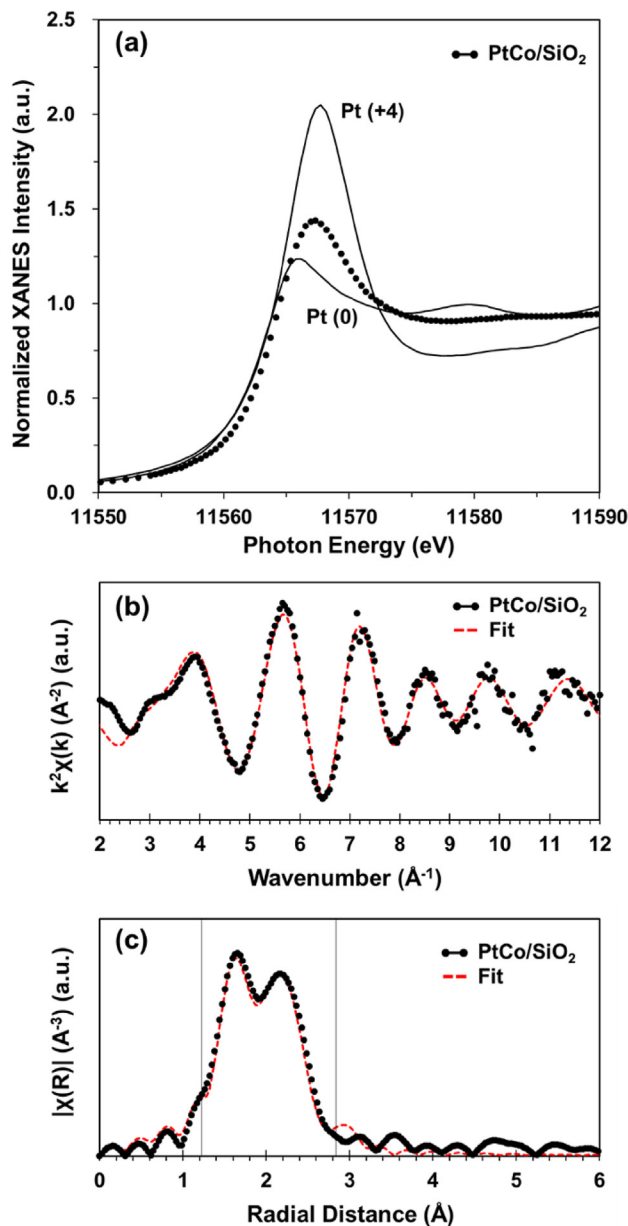 (a)
PtCo/SiO₂
Pt (+4)
Pt (0)
Normalized XANES Intensity (a.u.)
2.5
2.0
1.5
1.0
0.5
0.0
11550 11560 11570 11580 11590
Photon Energy (eV)
(b)
PtCo/SiO₂
Fit
k²χ(k) (A⁻²) (a.u.)
2 3 4 5 6 7 8 9 10 11 12
Wavenumber (Å⁻¹)
(c)
PtCo/SiO₂
Fit
|χ(R)| (A⁻³) (a.u.)
0 1 2 3 4 5 6
Radial Distance (Å)